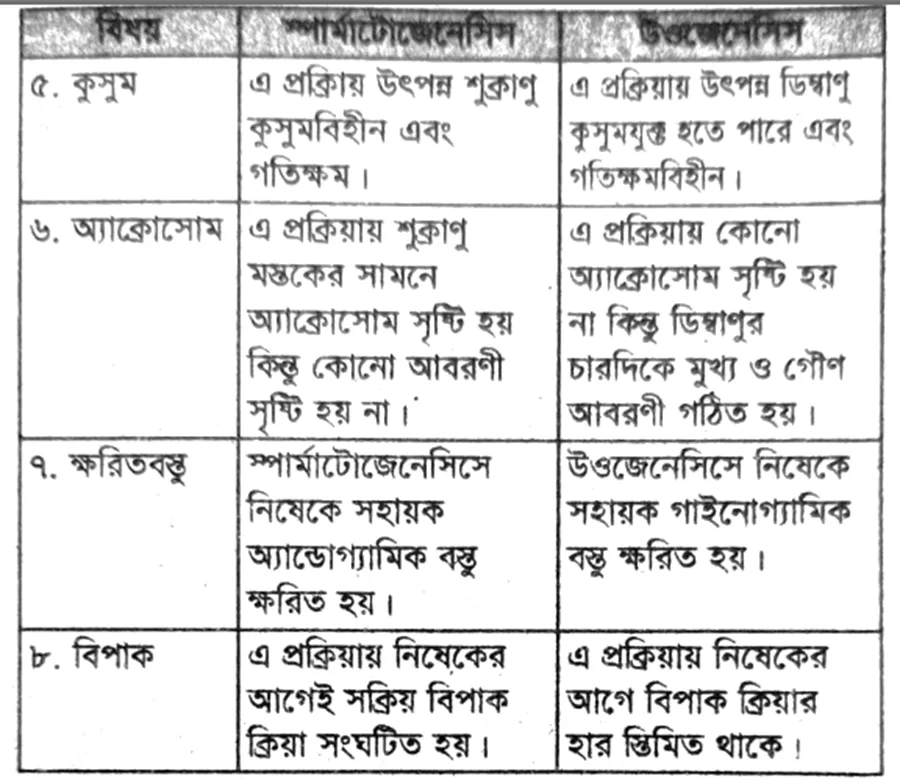 বিষয় স্পার্মাটোজেনেসিস উওজেনেসিস
৫. কুসুম
এ প্রক্রিায় উৎপন্ন শুক্রাণু
কুসুমবিহীন এবং
গতিক্ষম।
এ প্রক্রিয়ায় উৎপন্ন ডিম্বাণু
কুসুমযুক্ত হতে পারে এবং
গতিক্ষমবিহীন।
৬. অ্যাক্রোসোম
এ প্রক্রিয়ায় শুক্রাণু
মস্তকের সামনে
অ্যাক্রোসোম সৃষ্টি হয়
কিন্তু কোনো আবরণী
সৃষ্টি হয় না।
এ প্রক্রিয়ায় কোনো
অ্যাক্রোসোম সৃষ্টি হয়
না কিন্তু ডিম্বাণুর
চারদিকে মুখ্য ও গৌণ
আবরণী গঠিত হয়।
৭. ক্ষরিতবস্তু
স্পার্মাটোজেনেসিসে
নিষেকে সহায়ক
অ্যান্ডোগ্যামিক বস্তু
ক্ষরিত হয়।
উওজেনেসিসে নিষেকে
সহায়ক গাইনোগ্যামিক
বস্তু ক্ষরিত হয়।
৮. বিপাক
এ প্রক্রিয়ায় নিষেকের
আগেই সক্রিয় বিপাক
ক্রিয়া সংঘটিত হয়।
এ প্রক্রিয়ায় নিষেকের
আগে বিপাক ক্রিয়ার
হার স্তিমিত থাকে।